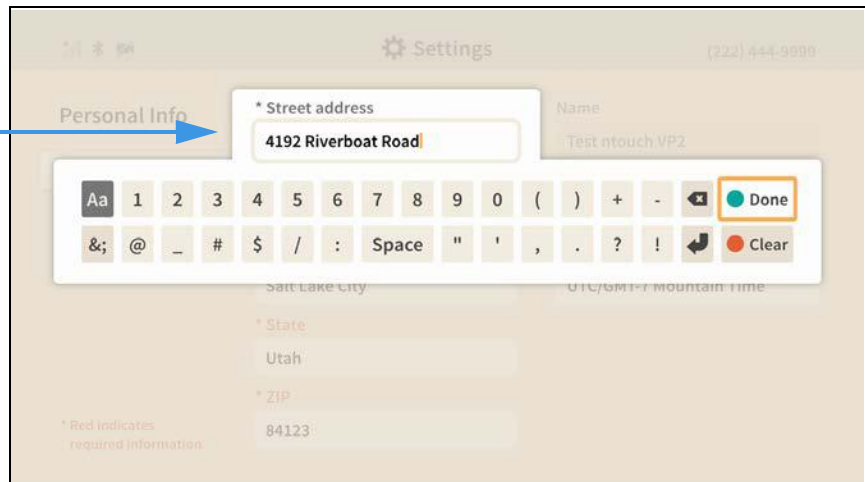 Settings
(222) 444-9999
Personal Info
* Street address
4192 Riverboat Road
Name
Test ntouch VP2
Aa 1 2 3 4 5 6 7 8 9 0 ( ) + - Done
&; @ _ # $ / : Space " ' , . ? ! Clear
Salt Lake City
UTC/GMT-7 Mountain Time
* State
Utah
* ZIP
84123
* Red indicates
required information